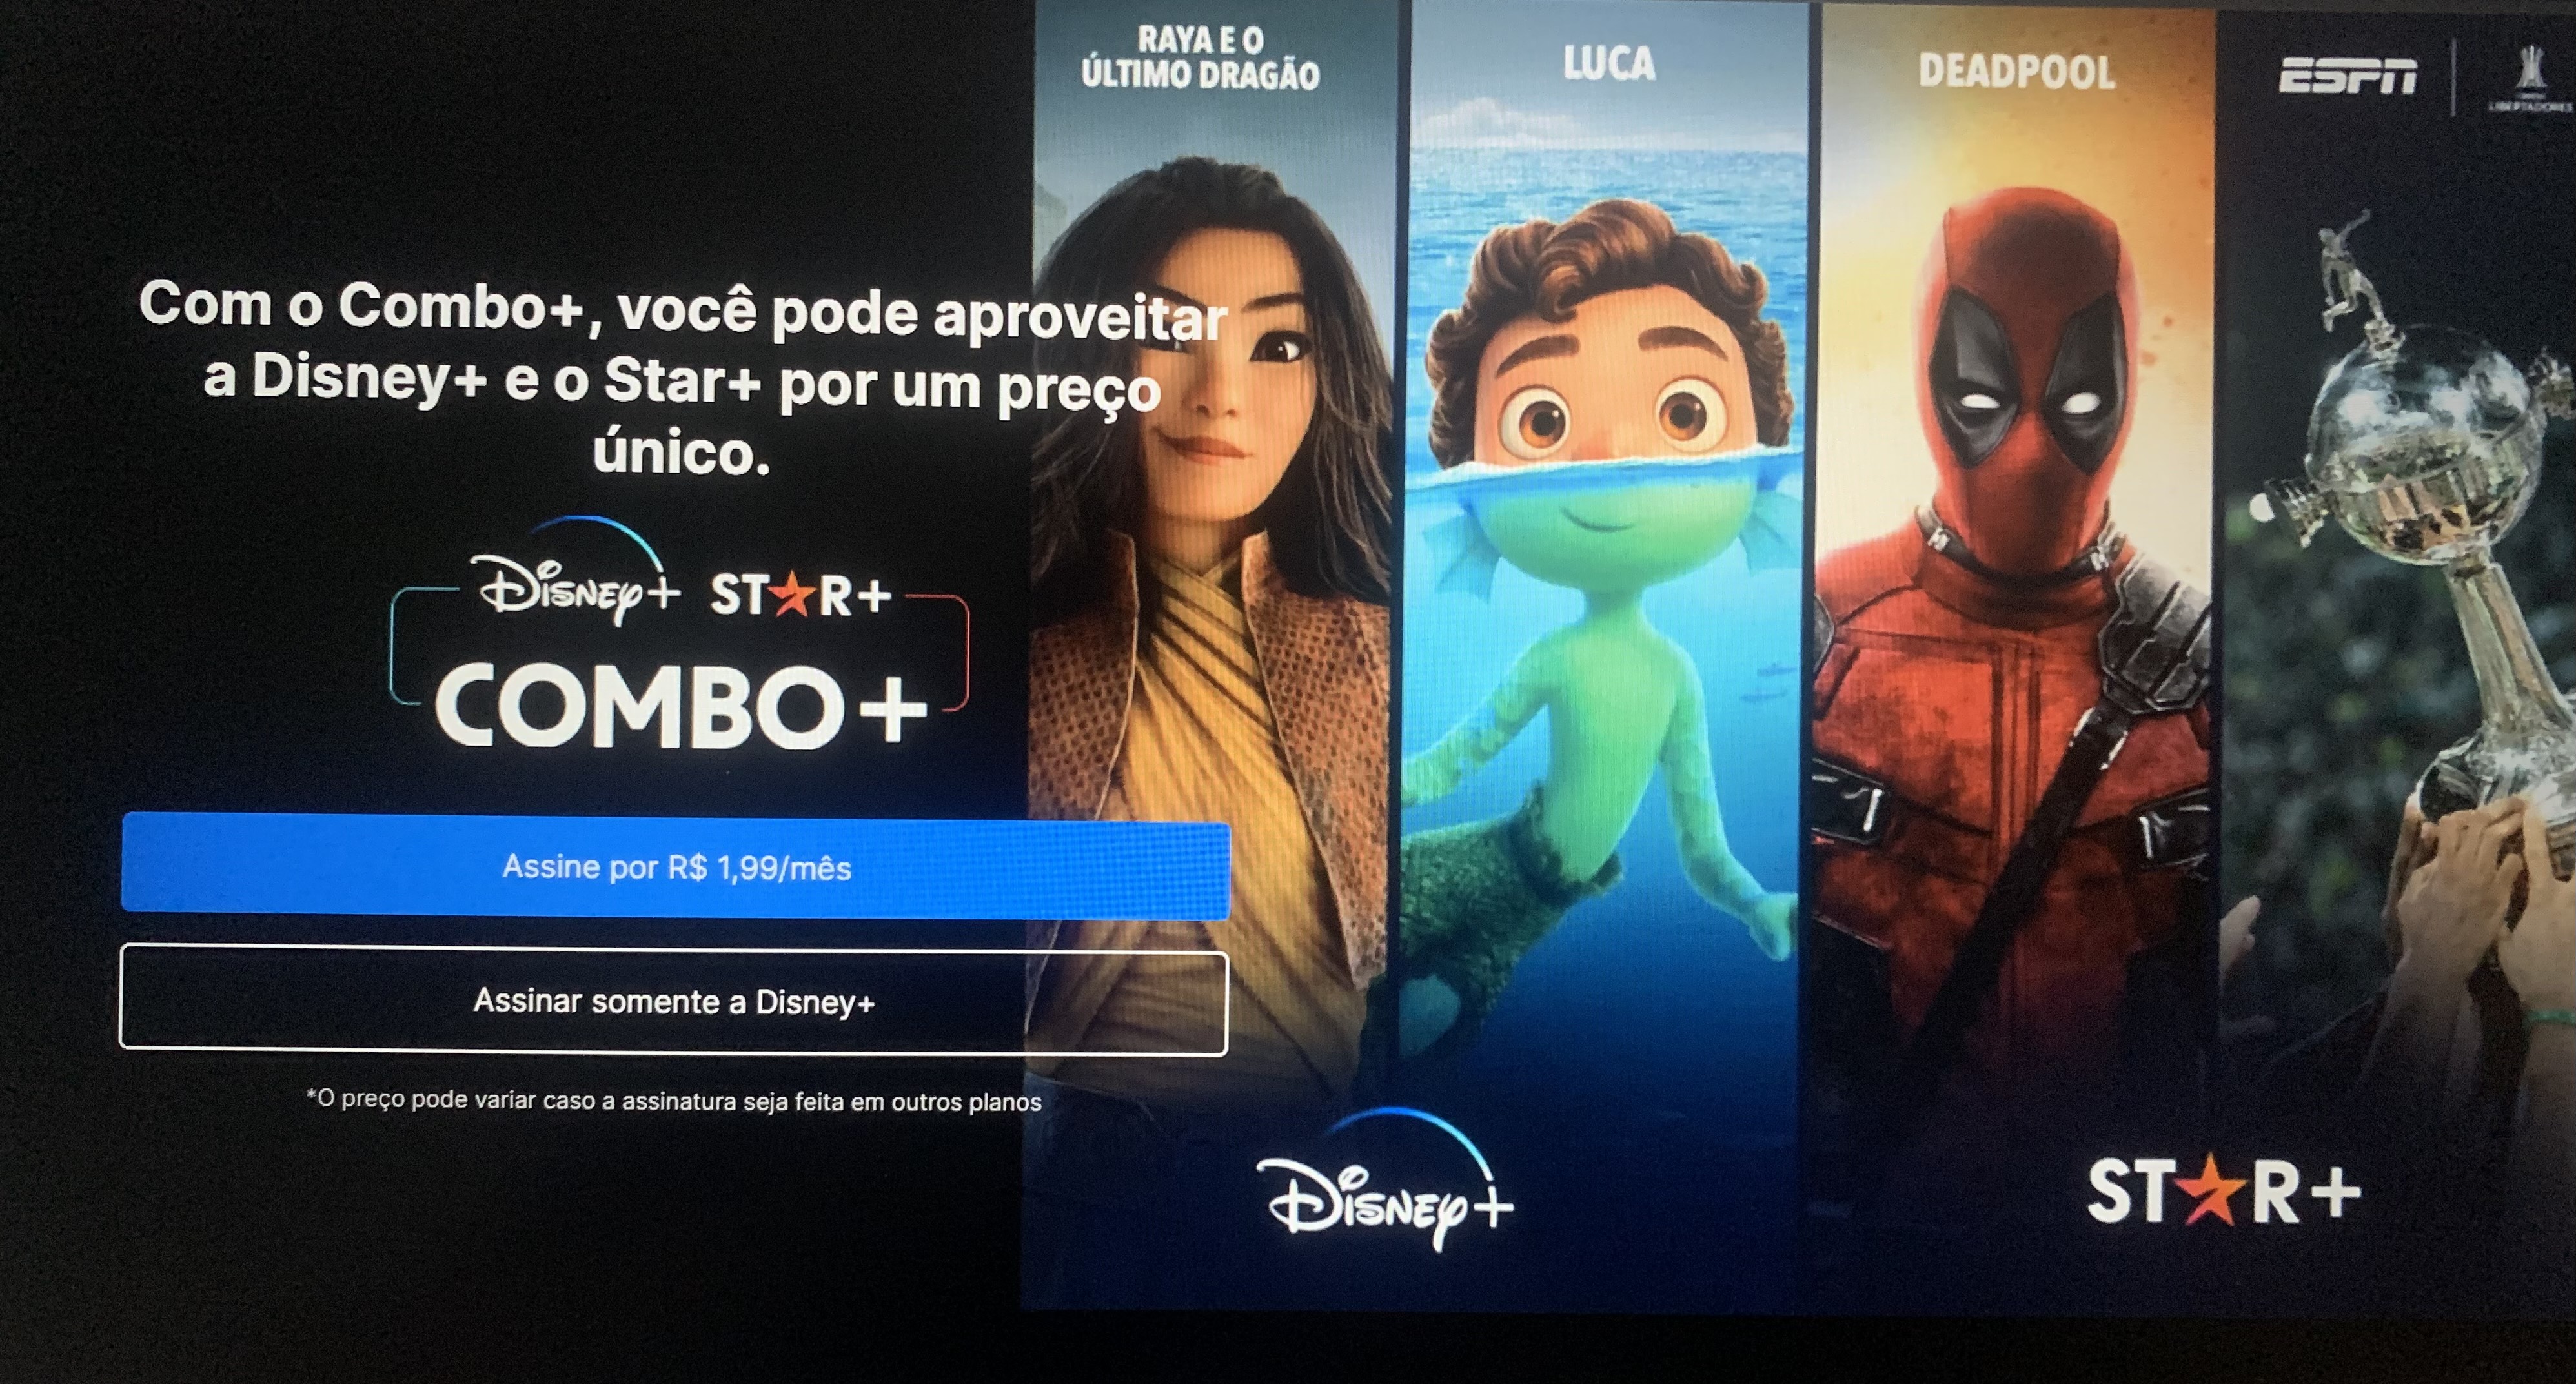 Com o Combo+, você pode aproveitar
a Disney+ e o Star+ por um preço
único.
Disney+ STAR+
COMBO+
Assine por R$ 1,99/mês
Assinar somente a Disney+
*O preço pode variar caso a assinatura seja feita em outros planos
RAYA E O
ÚLTIMO DRAGÃO
LUCA
DEADPOOL
ESPN
LIBERTADORES
Disney+
STAR+